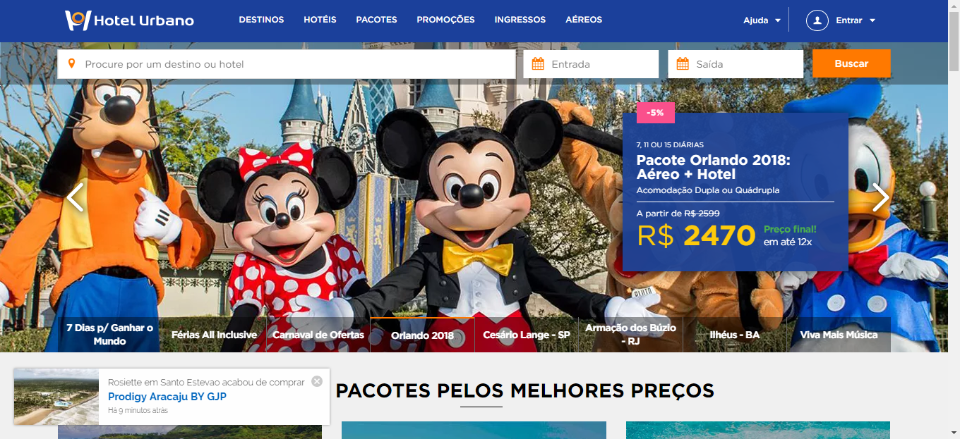 Hotel Urbano
DESTINOS HOTÉIS PACOTES PROMOÇÕES INGRESSOS AÉREOS
Ajuda Entrar
Procure por um destino ou hotel
Entrada
Saída
Buscar
-5%
7, 11 OU 15 DIÁRIAS
Pacote Orlando 2018:
Aéreo + Hotel
Acomodação Dupla ou Quádrupla
A partir de R$ 2599
R$ 2470
Preço final!
em até 12x
7 Dias p/ Ganhar o
Mundo
Férias All Inclusive
Carnaval de Ofertas
Orlando 2018
Cesário Lange - SP
Armação dos Búzio
- RJ
Ilhéus - BA
Viva Mais Música
Rosiette em Santo Estevao acabou de comprar
Prodigy Aracaju BY GJP
Há 9 minutos atrás
PACOTES PELOS MELHORES PREÇOS